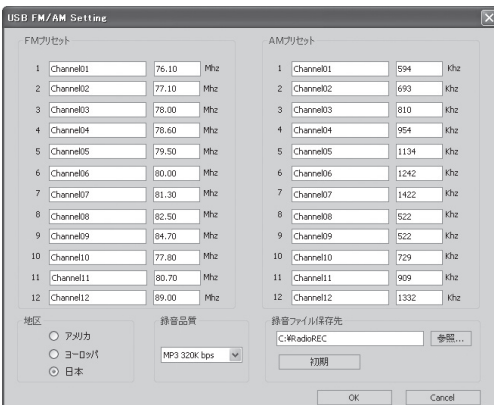 USB FM/AM Setting
FMプリセット
1 Channel01 76.10 Mhz
2 Channel02 77.10 Mhz
3 Channel03 78.00 Mhz
4 Channel04 78.60 Mhz
5 Channel05 79.50 Mhz
6 Channel06 80.00 Mhz
7 Channel07 81.30 Mhz
8 Channel08 82.50 Mhz
9 Channel09 84.70 Mhz
10 Channel10 77.80 Mhz
11 Channel11 80.70 Mhz
12 Channel12 89.00 Mhz
AMプリセット
1 Channel01 594 Khz
2 Channel02 693 Khz
3 Channel03 810 Khz
4 Channel04 954 Khz
5 Channel05 1134 Khz
6 Channel06 1242 Khz
7 Channel07 1422 Khz
8 Channel08 522 Khz
9 Channel09 522 Khz
10 Channel10 729 Khz
11 Channel11 909 Khz
12 Channel12 1332 Khz
地区
アメリカ
ヨーロッパ
日本
録音品質
MP3 320K bps
録音ファイル保存先
C:¥RadioREC
参照...
初期
OK
Cancel